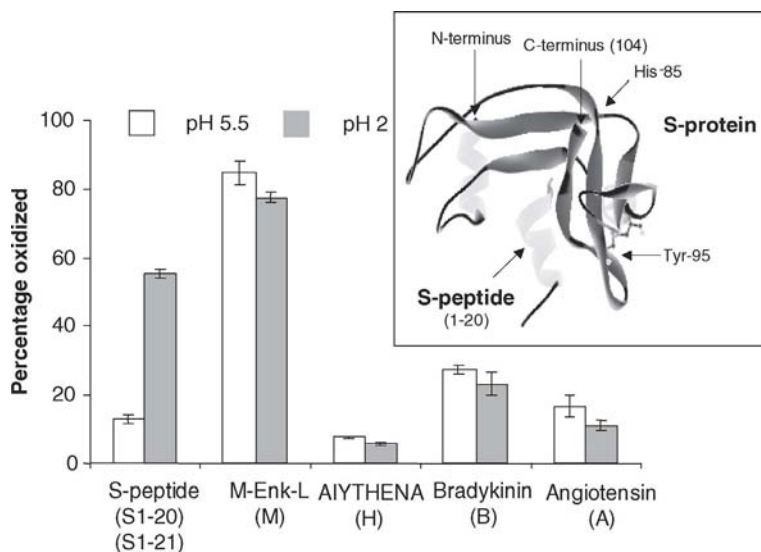 N-terminus
C-terminus (104)
His-85
S-protein
Tyr-95
S-peptide
(1-20)
pH 5.5
pH 2
Percentage oxidized
100
80
60
40
20
0
S-peptide
(S1-20)
(S1-21)
M-Enk-L
(M)
AIYTHENA
(H)
Bradykinin
(B)
Angiotensin
(A)